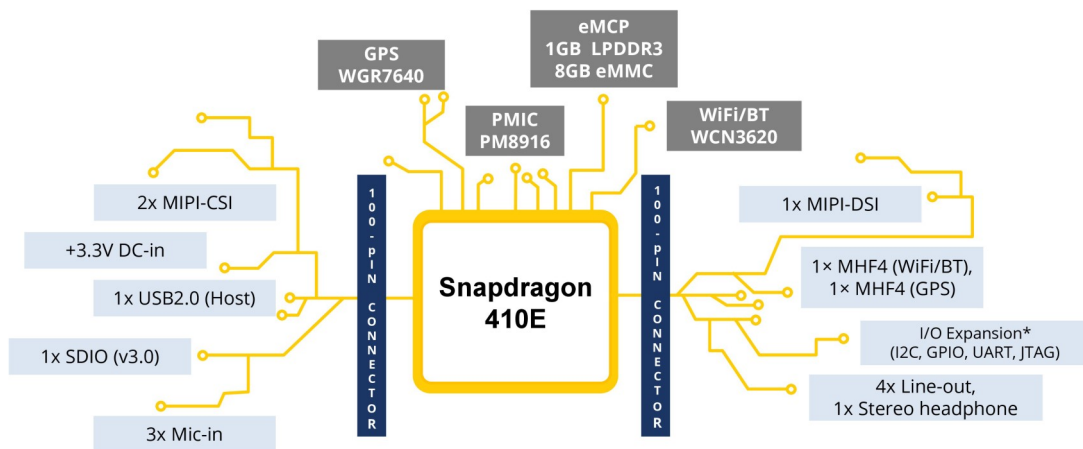 GPS
WGR7640
eMCP
1GB LPDDR3
8GB eMMC
PMIC
PM8916
WiFi/BT
WCN3620
2x MIPI-CSI
+3.3V DC-in
1x USB2.0 (Host)
1x SDIO (v3.0)
3x Mic-in
100-PIN CONNECTOR
Snapdragon
410E
100-PIN CONNECTOR
1x MIPI-DSI
1× MHF4 (WiFi/BT),
1× MHF4 (GPS)
I/O Expansion*
(I2C, GPIO, UART, JTAG)
4x Line-out,
1x Stereo headphone